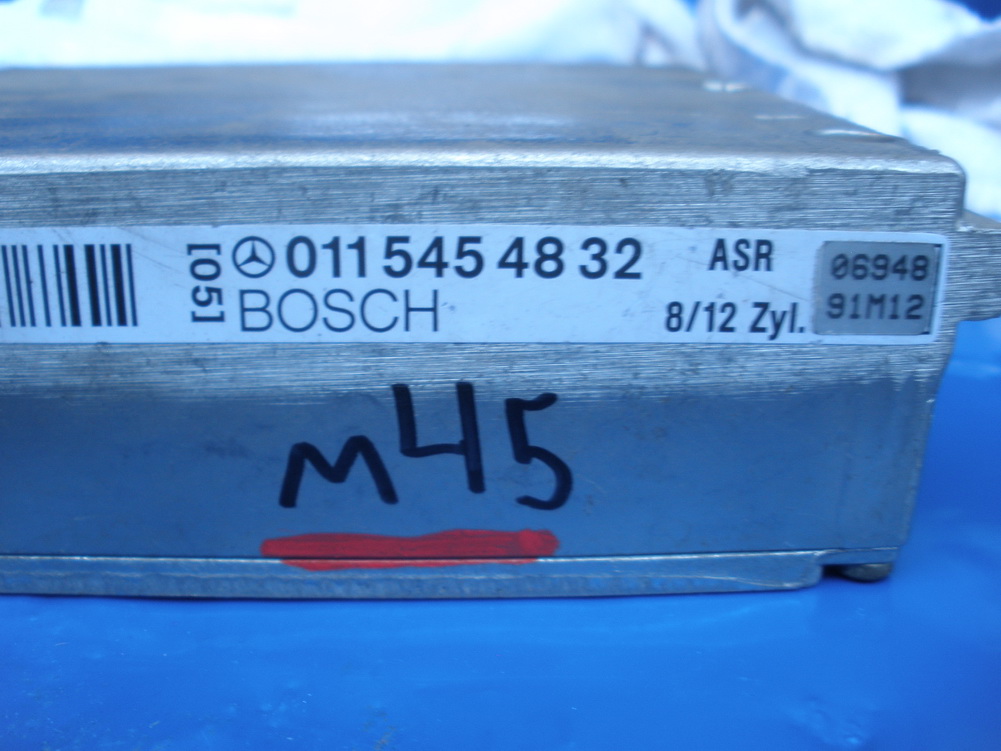 [05] 011 545 48 32 ASR 06948
BOSCH 8/12 Zyl. 91M12
M45